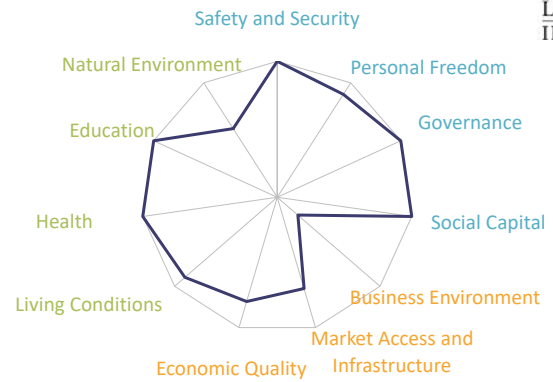 Safety and Security
Natural Environment
Personal Freedom
Education
Governance
Health
Social Capital
Living Conditions
Business Environment
Market Access and
Infrastructure
Economic Quality